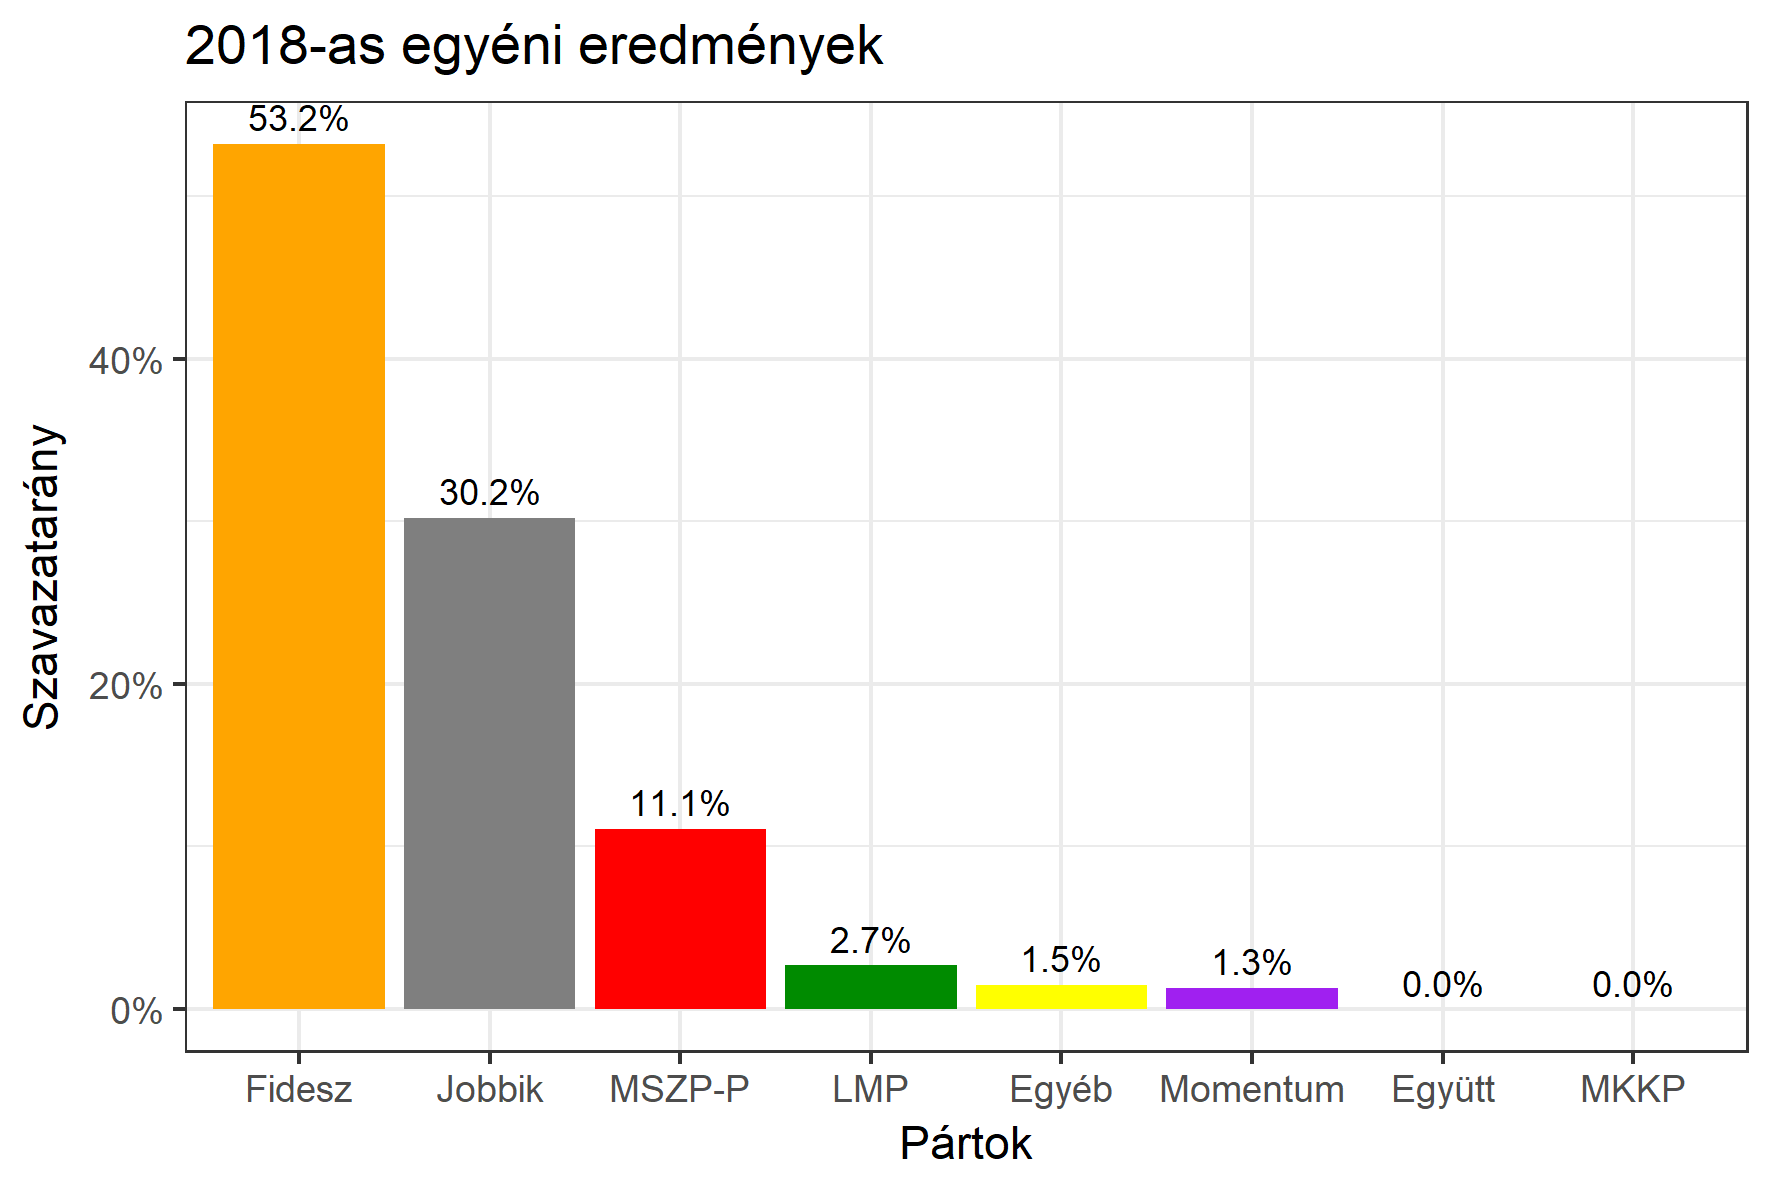 2018-as egyéni eredmények
53.2%
30.2%
11.1%
2.7%
1.5%
1.3%
0.0%
0.0%
40%
20%
0%
Szavazatarány
Fidesz
Jobbik
MSZP-P
LMP
Egyéb
Momentum
Együtt
MKKP
Pártok